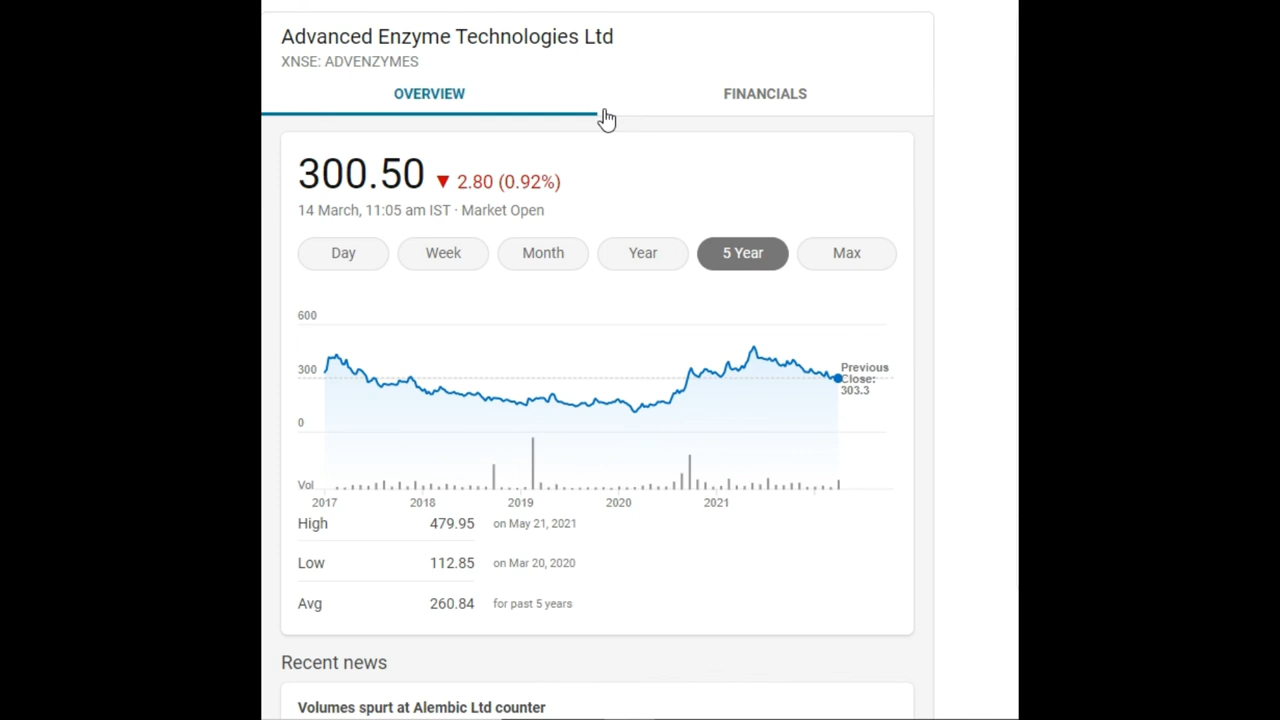 Advanced Enzyme Technologies Ltd
XNSE: ADVENZYMES
OVERVIEW FINANCIALS
300.50 ▼ 2.80 (0.92%)
14 March, 11:05 am IST · Market Open
Day Week Month Year 5 Year Max
600
300
Previous
Close:
303.3
0
Vol
2017 2018 2019 2020 2021
High 479.95 on May 21, 2021
Low 112.85 on Mar 20, 2020
Avg 260.84 for past 5 years
Recent news
Volumes spurt at Alembic Ltd counter